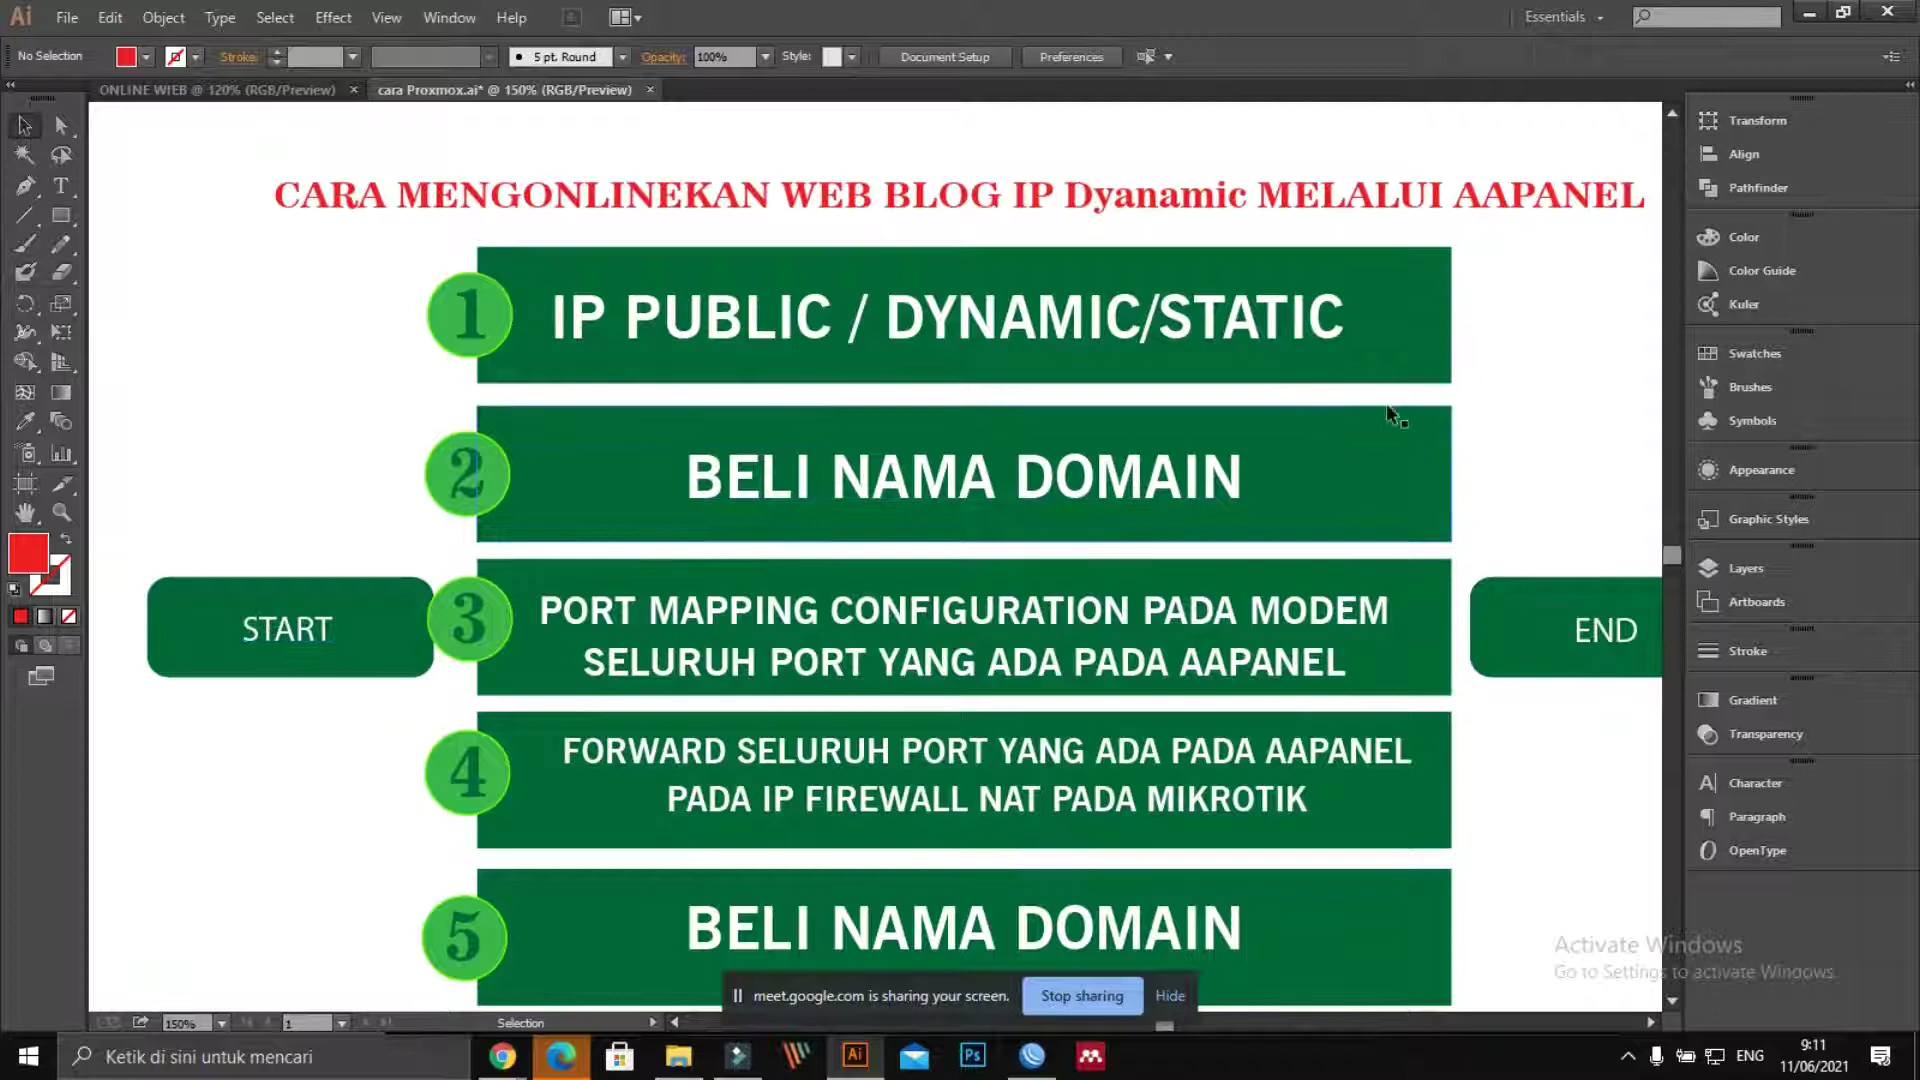 Ai File Edit Object Type Select Effect View Window Help
Essentials
No Selection Stroke: 5 pt. Round Opacity: 100% Style: Document Setup Preferences
ONLINE WIEB @ 120% (RGB/Preview) × cara Proxmox.ai* @ 150% (RGB/Preview) ×
CARA MENGONLINEKAN WEB BLOG IP Dyanamic MELALUI AAPANEL
1 IP PUBLIC / DYNAMIC/STATIC
2 BELI NAMA DOMAIN
START
3 PORT MAPPING CONFIGURATION PADA MODEM
SELURUH PORT YANG ADA PADA AAPANEL
END
4 FORWARD SELURUH PORT YANG ADA PADA AAPANEL
PADA IP FIREWALL NAT PADA MIKROTIK
5 BELI NAMA DOMAIN
Transform
Align
Pathfinder
Color
Color Guide
Kuler
Swatches
Brushes
Symbols
Appearance
Graphic Styles
Layers
Artboards
Stroke
Gradient
Transparency
Character
Paragraph
OpenType
Activate Windows
Go to Settings to activate Windows.
meet.google.com is sharing your screen. Stop sharing Hide
150% 1 Selection
Ketik di sini untuk mencari
Ai
Ps
ENG
9:11
11/06/2021